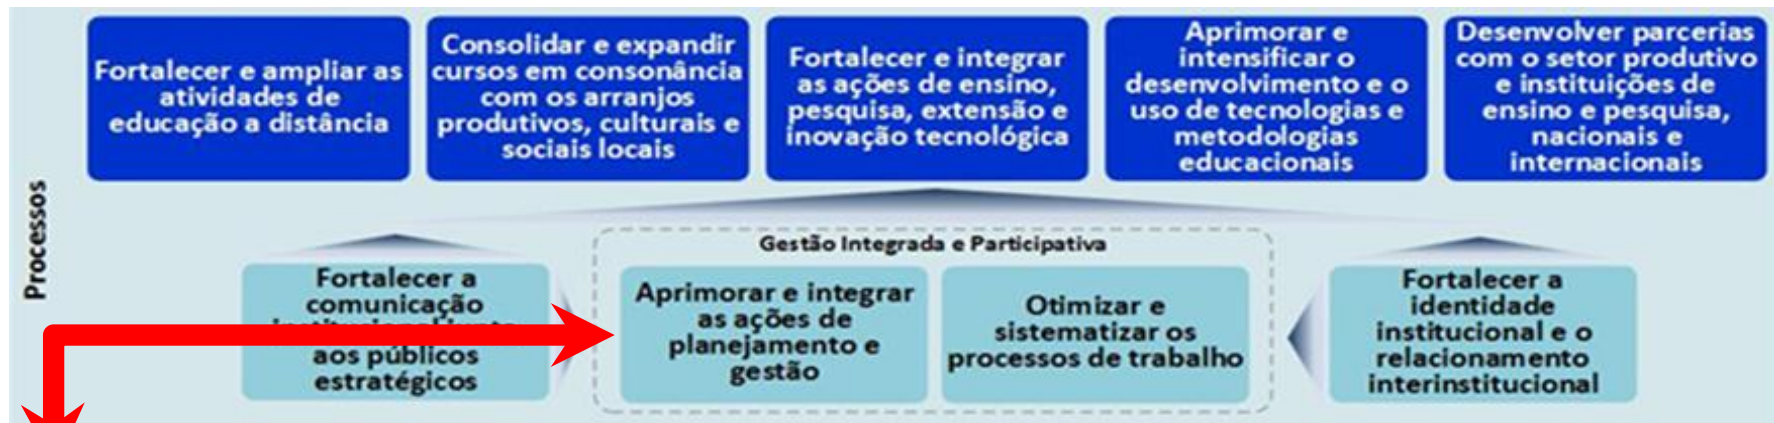 Fortalecer e ampliar as
atividades de
educação a distância
Consolidar e expandir
cursos em consonância
com os arranjos
produtivos, culturais e
sociais locais
Fortalecer e integrar
as ações de ensino,
pesquisa, extensão e
inovação tecnológica
Aprimorar e
intensificar o
desenvolvimento e o
uso de tecnologias e
metodologias
educacionais
Desenvolver parcerias
com o setor produtivo
e instituições de
ensino e pesquisa,
nacionais e
internacionais
Processos
Gestão Integrada e Participativa
Fortalecer a
comunicação
aos públicos
estratégicos
Aprimorar e integrar
as ações de
planejamento e
gestão
Otimizar e
sistematizar os
processos de trabalho
Fortalecer a
identidade
institucional e o
relacionamento
interinstitucional